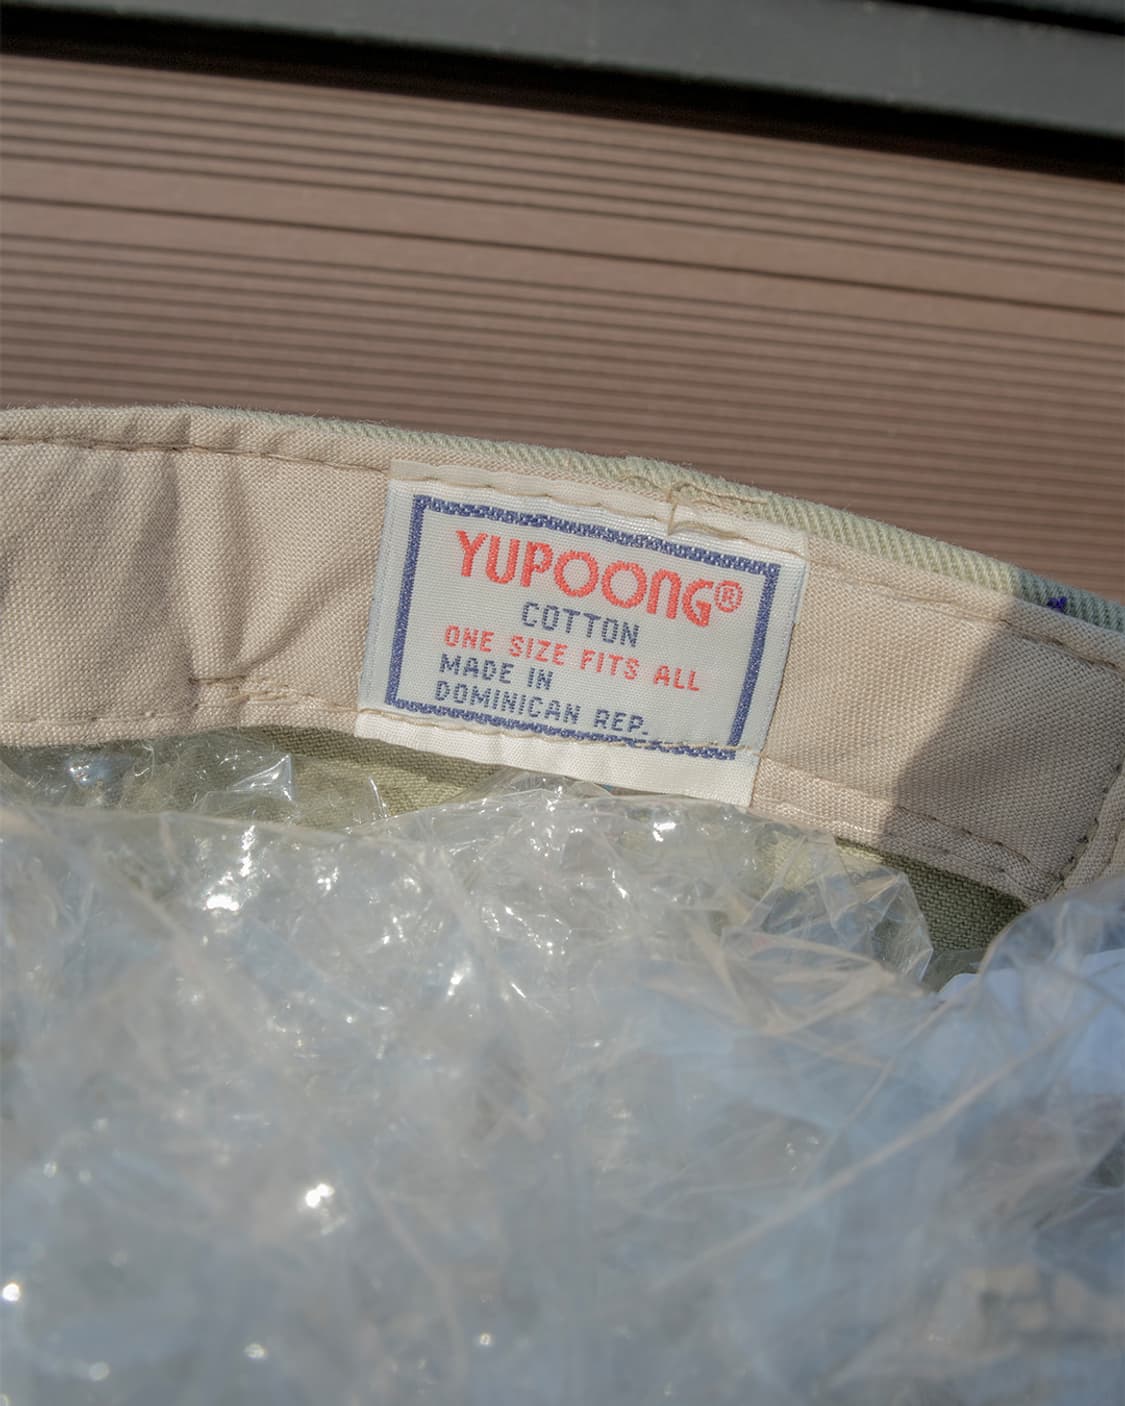 YUPOONG®
COTTON
ONE SIZE FITS ALL
MADE IN
DOMINICAN REP.